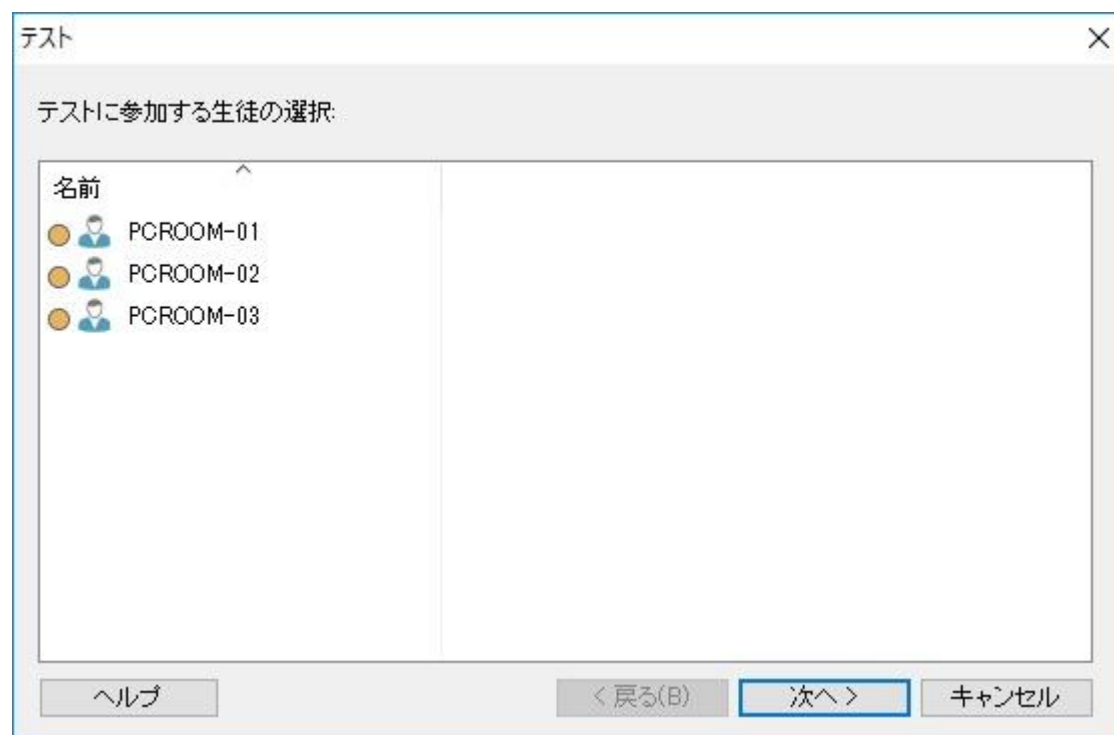 テスト
テストに参加する生徒の選択:
名前
PCROOM-01
PCROOM-02
PCROOM-03
ヘルプ
< 戻る(B)
次へ >
キャンセル